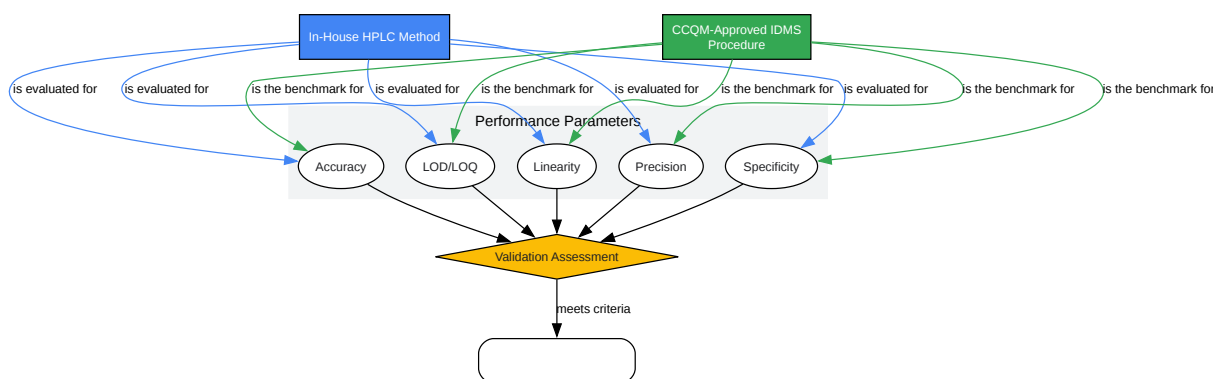 In-House HPLC Method
CCQM-Approved IDMS
Procedure
is evaluated for
is evaluated for
is the benchmark for
is evaluated for
is the benchmark for
is evaluated for
is the benchmark for
is evaluated for
is the benchmark for
is the benchmark for
Performance Parameters
Accuracy
LOD/LOQ
Linearity
Precision
Specificity
Validation Assessment
meets criteria